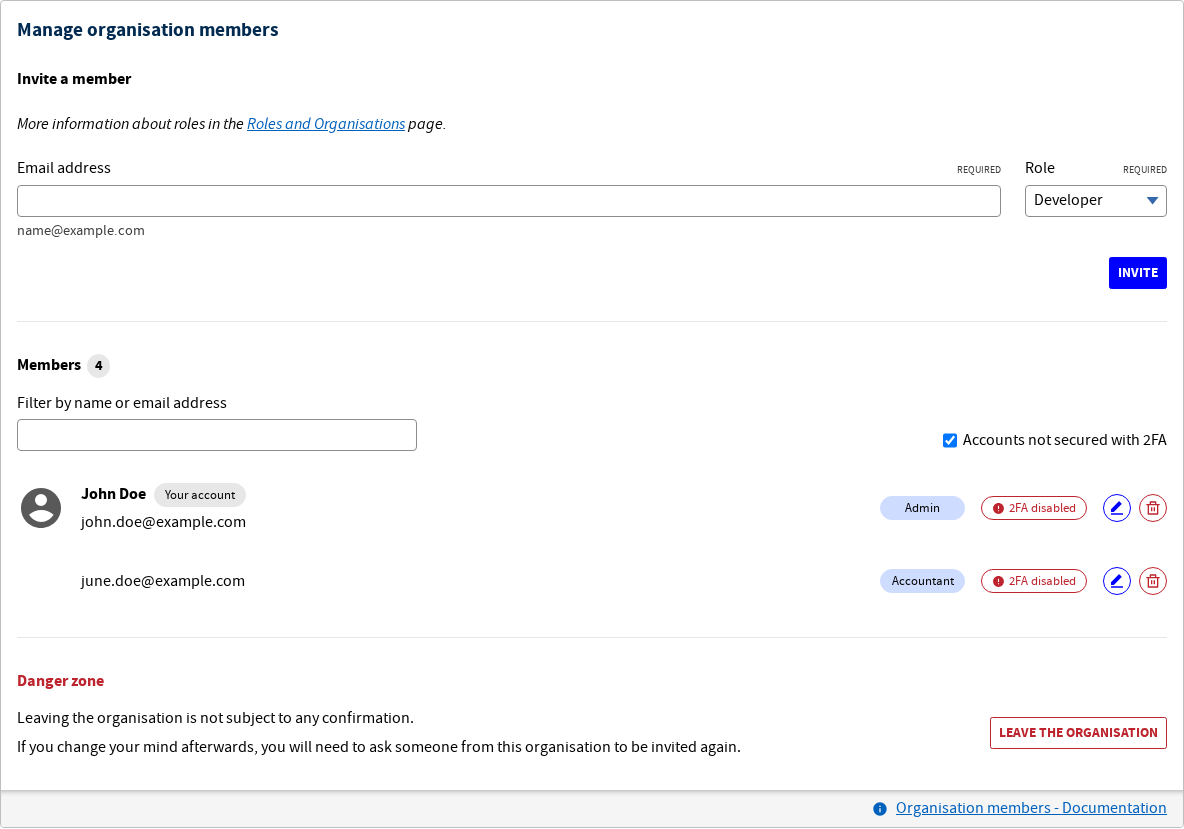 Manage organisation members
Invite a member
More information about roles in the Roles and Organisations page.
Email address REQUIRED
Role REQUIRED
Developer
name@example.com
INVITE
Members 4
Filter by name or email address
Accounts not secured with 2FA
John Doe Your account
john.doe@example.com
Admin 2FA disabled
june.doe@example.com
Accountant 2FA disabled
Danger zone
Leaving the organisation is not subject to any confirmation.
If you change your mind afterwards, you will need to ask someone from this organisation to be invited again.
LEAVE THE ORGANISATION
Organisation members - Documentation